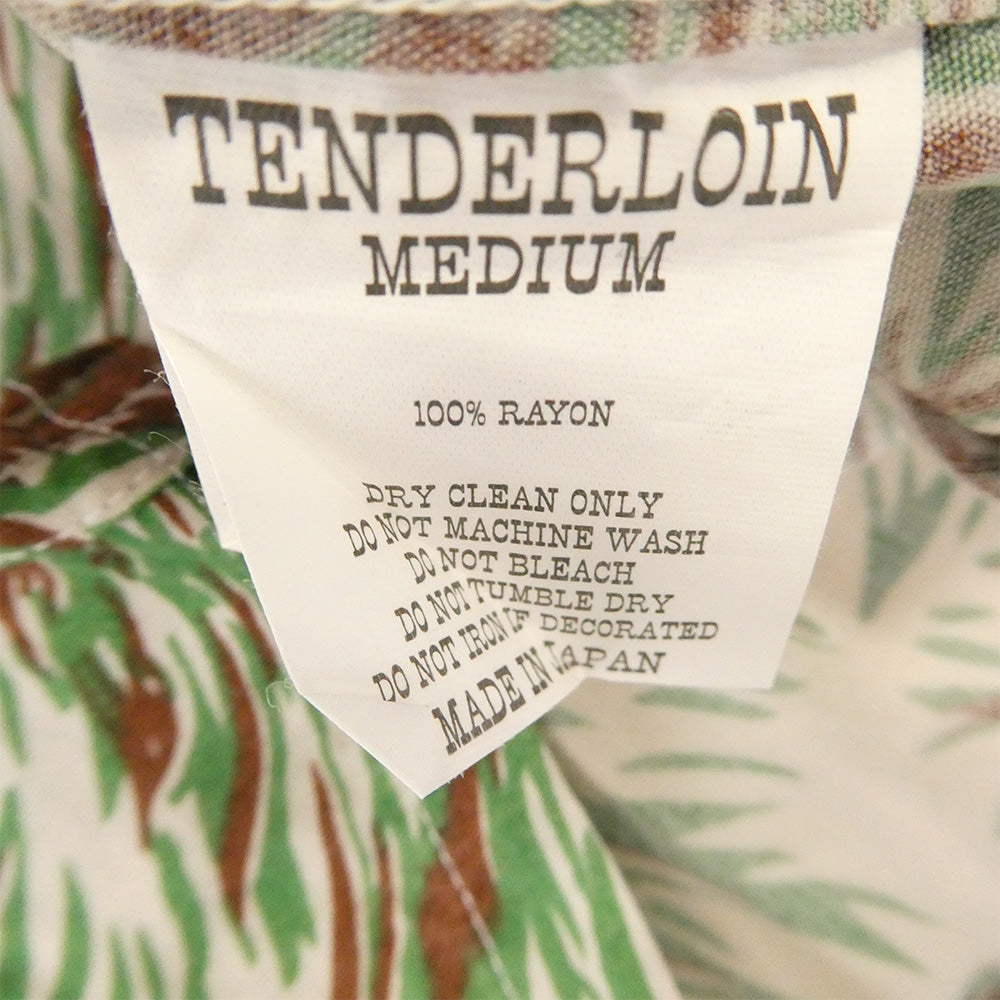 TENDERLOIN
MEDIUM
100% RAYON
DRY CLEAN ONLY
DO NOT MACHINE WASH
DO NOT BLEACH
DO NOT TUMBLE DRY
DO NOT IRON IF DECORATED
MADE IN JAPAN